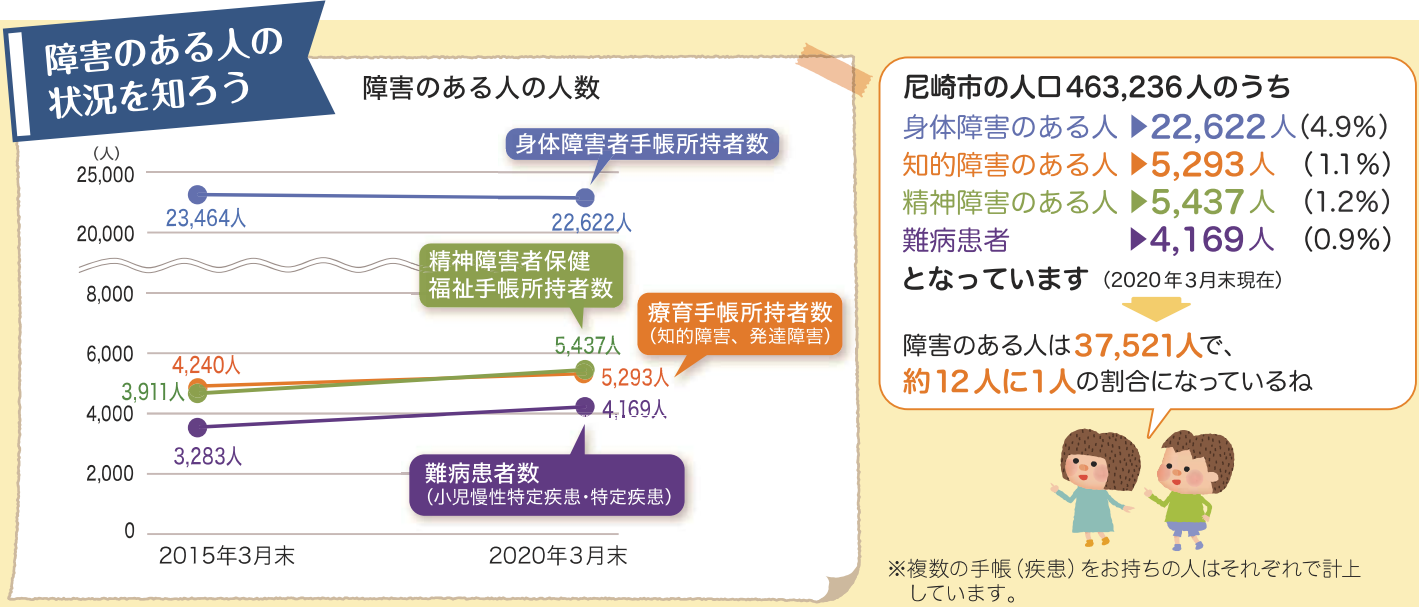 障害のある人の
状況を知ろう
障害のある人の人数
（人）
25,000
20,000
8,000
6,000
4,000
2,000
0
身体障害者手帳所持者数
23,464人
22,622人
精神障害者保健
福祉手帳所持者数
療育手帳所持者数
（知的障害、発達障害）
4,240人
3,911人
5,437人
5,293人
4,169人
3,283人
難病患者数
（小児慢性特定疾患・特定疾患）
2015年3月末
2020年3月末
尼崎市の人口463,236人のうち
身体障害のある人 ▶22,622人(4.9%)
知的障害のある人 ▶5,293人 (1.1%)
精神障害のある人 ▶5,437人 (1.2%)
難病患者 ▶4,169人 (0.9%)
となっています（2020年3月末現在）
障害のある人は37,521人で、
約12人に1人の割合になっているね
※複数の手帳（疾患）をお持ちの人はそれぞれで計上
しています。